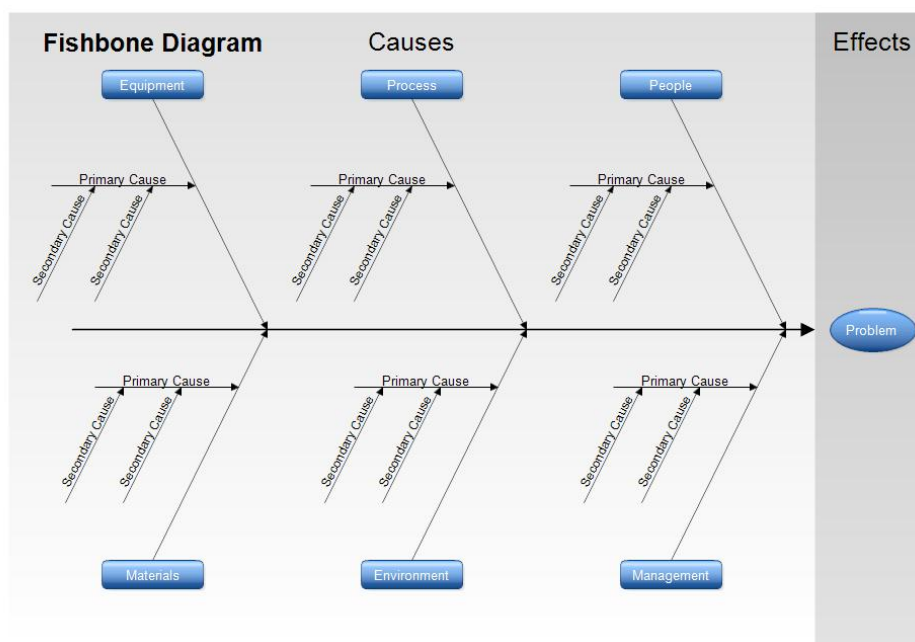 Fishbone Diagram
Causes
Effects
Equipment
Process
People
Primary Cause
Secondary Cause
Secondary Cause
Primary Cause
Secondary Cause
Secondary Cause
Primary Cause
Secondary Cause
Secondary Cause
Problem
Primary Cause
Secondary Cause
Secondary Cause
Primary Cause
Secondary Cause
Secondary Cause
Primary Cause
Secondary Cause
Secondary Cause
Materials
Environment
Management